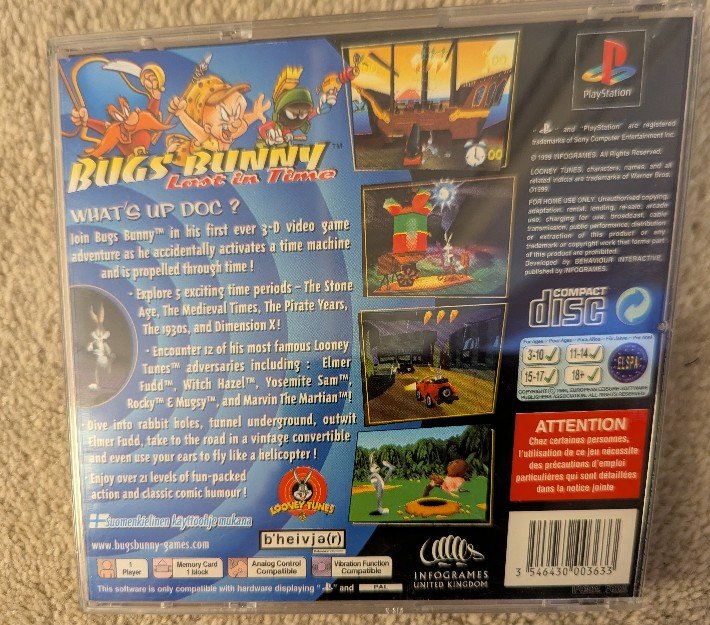 BUGS BUNNY™
Lost in Time
WHAT'S UP DOC ?
Join Bugs Bunny™ in his first ever 3-D video game
adventure as he accidentally activates a time machine
and is propelled through time !
- Explore 5 exciting time periods – The Stone
Age, The Medieval Times, The Pirate Years,
The 1930s, and Dimension X!
- Encounter 12 of his most famous Looney
Tunes™ adversaries including : Elmer
Fudd™, Witch Hazel™, Yosemite Sam™,
Rocky™ & Mugsy™, and Marvin The Martian™!
- Dive into rabbit holes, tunnel underground, outwit
Elmer Fudd, take to the road in a vintage convertible
and even use your ears to fly like a helicopter !
Enjoy over 21 levels of fun-packed
action and classic comic humour !
LOONEY TUNES
Suomenkielinen käyttöohje mukana
www.bugsbunny-games.com
b'heivjə(r)
1
Player
Memory Card
1 block
Analog Control
Compatible
Vibration Function
Compatible
This software is only compatible with hardware displaying " " and PAL
PlayStation
" " and "PlayStation" are registered
trademarks of Sony Computer Entertainment Inc.
© 1999 INFOGRAMES. All Rights Reserved.
LOONEY TUNES, characters, names, and all
related indicia are trademarks of Warner Bros.
©1999.
FOR HOME USE ONLY. Unauthorised copying,
adaptation, rental, lending, re-sale, arcade
use, charging for use, broadcast, cable
transmission, public performance, distribution
or extraction of this product or any
trademark or copyright work that forms part
of this product are prohibited.
Developed by BEHAVIOUR INTERACTIVE,
published by INFOGRAMES.
COMPACT
disc
3-10
11-14
15-17
18+
ELSPA
ATTENTION
Chez certaines personnes,
l'utilisation de ce jeu nécessite
des précautions d'emploi
particulières qui sont détaillées
dans la notice jointe
INFOGRAMES
UNITED KINGDOM
3 546430 003633